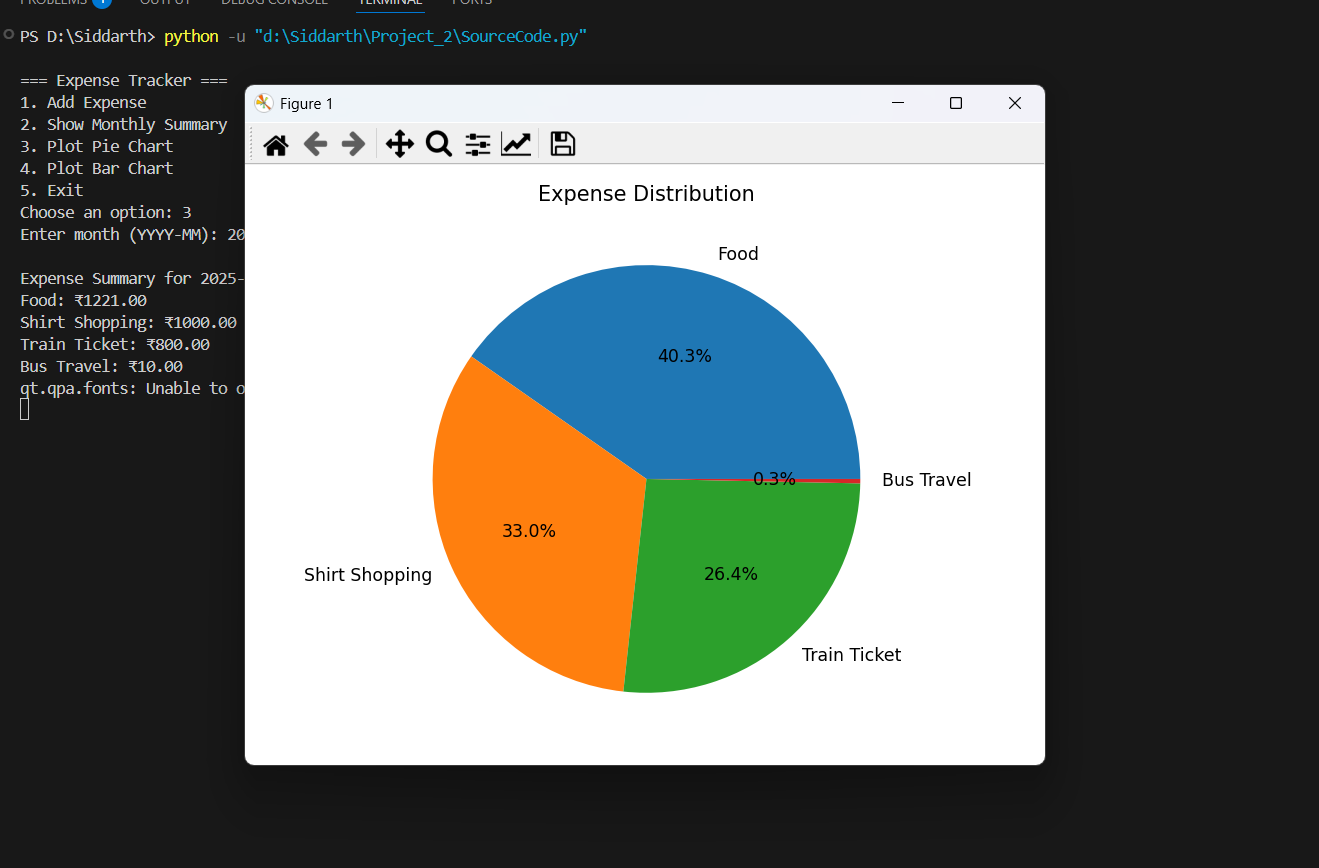 PROBLEMS OUTPUT DEBUG CONSOLE TERMINAL PORTS
PS D:\Siddarth> python -u "d:\Siddarth\Project_2\SourceCode.py"
=== Expense Tracker ===
1. Add Expense
2. Show Monthly Summary
3. Plot Pie Chart
4. Plot Bar Chart
5. Exit
Choose an option: 3
Enter month (YYYY-MM): 20
Expense Summary for 2025-
Food: ₹1221.00
Shirt Shopping: ₹1000.00
Train Ticket: ₹800.00
Bus Travel: ₹10.00
qt.qpa.fonts: Unable to o
Figure 1
Expense Distribution
Food
40.3%
0.3%
Bus Travel
33.0%
Shirt Shopping
26.4%
Train Ticket